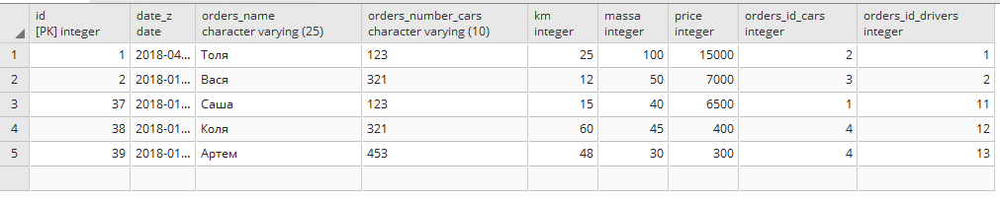 id date_z orders_name orders_number_cars km massa price orders_id_cars orders_id_drivers
[PK] integer date character varying (25) character varying (10) integer integer integer integer integer
1 1 2018-04... Толя 123 25 100 15000 2 1
2 2 2018-01... Вася 321 12 50 7000 3 2
3 37 2018-01... Саша 123 15 40 6500 1 11
4 38 2018-01... Коля 321 60 45 400 4 12
5 39 2018-01... Артем 453 48 30 300 4 13